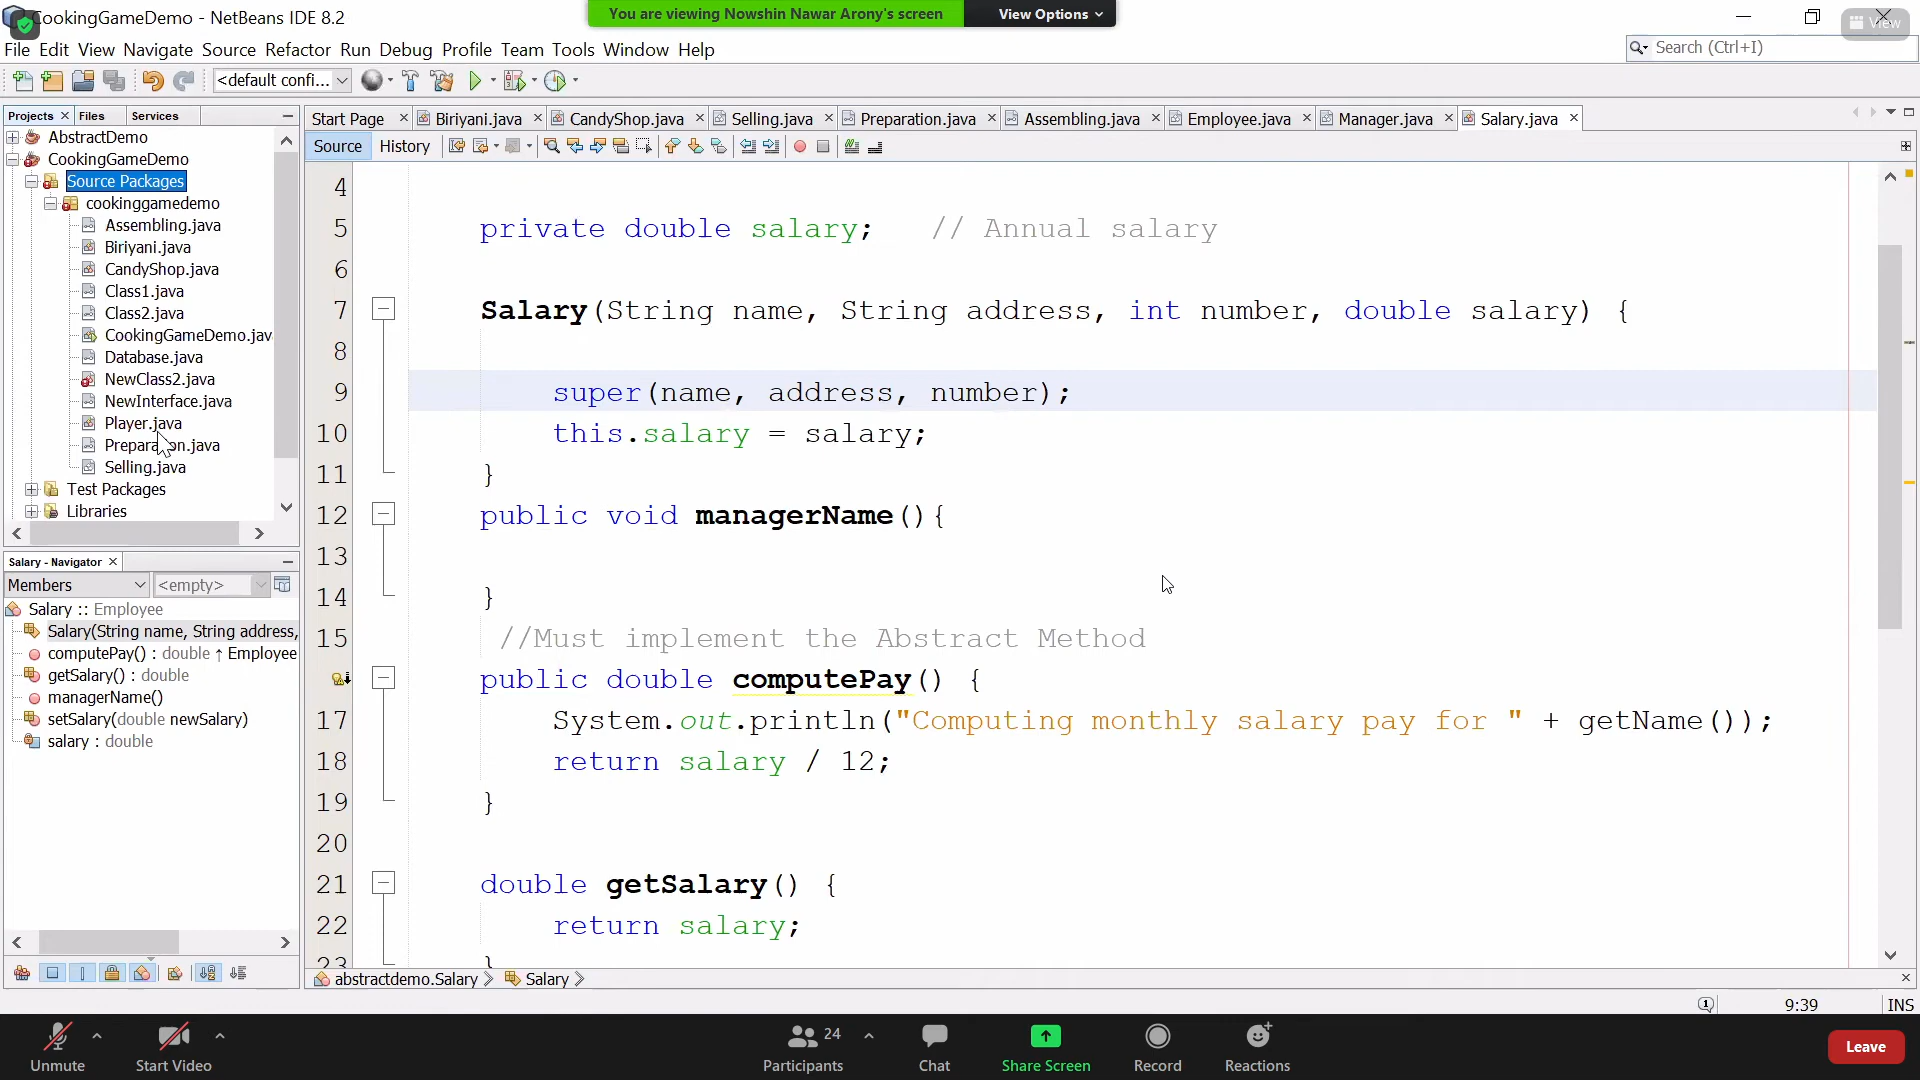 CookingGameDemo - NetBeans IDE 8.2
You are viewing Nowshin Nawar Arony's screen
View Options
View
File Edit View Navigate Source Refactor Run Debug Profile Team Tools Window Help
Search (Ctrl+I)
<default confi...
Projects Files Services
Start Page Biriyani.java CandyShop.java Selling.java Preparation.java Assembling.java Employee.java Manager.java Salary.java
Source History
AbstractDemo
CookingGameDemo
Source Packages
cookinggamedemo
Assembling.java
Biriyani.java
CandyShop.java
Class1.java
Class2.java
CookingGameDemo.jav
Database.java
NewClass2.java
NewInterface.java
Player.java
Preparation.java
Selling.java
Test Packages
Libraries
Salary - Navigator
Members <empty>
Salary :: Employee
Salary(String name, String address,
computePay() : double ↑ Employee
getSalary() : double
managerName()
setSalary(double newSalary)
salary : double
4
5 private double salary; // Annual salary
6
7 Salary(String name, String address, int number, double salary) {
8
9 super(name, address, number);
10 this.salary = salary;
11 }
12 public void managerName(){
13
14 }
15 //Must implement the Abstract Method
public double computePay() {
17 System.out.println("Computing monthly salary pay for " + getName());
18 return salary / 12;
19 }
20
21 double getSalary() {
22 return salary;
23 }
abstractdemo.Salary Salary
9:39 INS
Unmute Start Video Participants 24 Chat Share Screen Record Reactions Leave